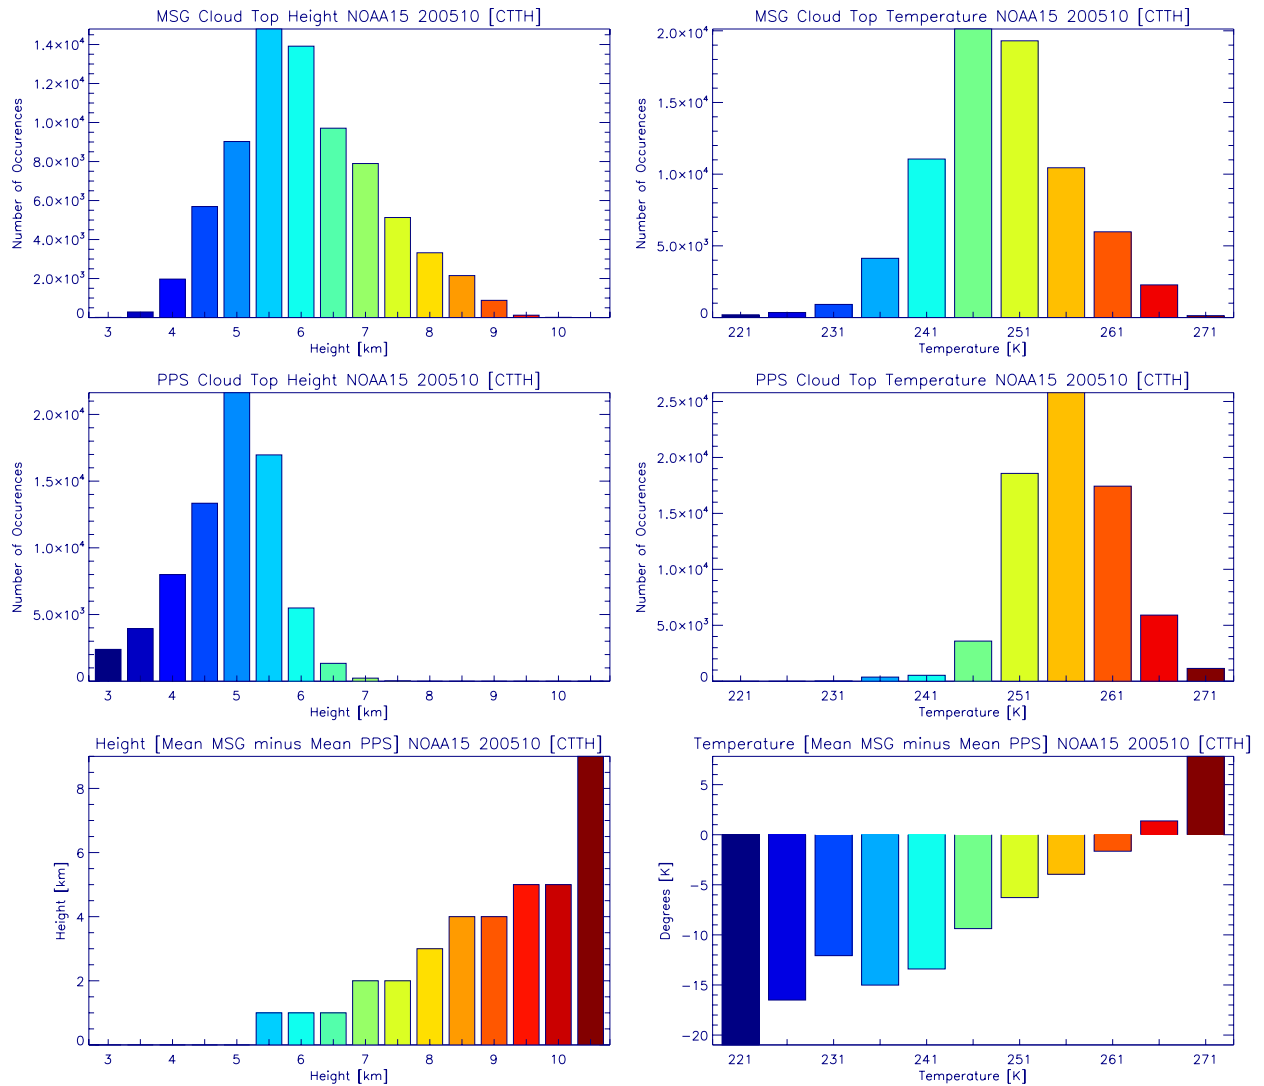 MSG Cloud Top Height NOAA15 200510 [CTTH]
Number of Occurences
1.4×10⁴
1.2×10⁴
1.0×10⁴
8.0×10³
6.0×10³
4.0×10³
2.0×10³
0
3 4 5 6 7 8 9 10
Height [km]
MSG Cloud Top Temperature NOAA15 200510 [CTTH]
Number of Occurences
2.0×10⁴
1.5×10⁴
1.0×10⁴
5.0×10³
0
221 231 241 251 261 271
Temperature [K]
PPS Cloud Top Height NOAA15 200510 [CTTH]
Number of Occurences
2.0×10⁴
1.5×10⁴
1.0×10⁴
5.0×10³
0
3 4 5 6 7 8 9 10
Height [km]
PPS Cloud Top Temperature NOAA15 200510 [CTTH]
Number of Occurences
2.5×10⁴
2.0×10⁴
2.5×10⁴
1.0×10⁴
5.0×10³
0
221 241 251 261 271
Temperature [K]
Height [Mean MSG minus Mean PPS] NOAA15 200510 [CTTH]
Height [km]
8
6
4
2
0
3 4 5 6 7 8 9 10
Height [km]
Temperature [Mean MSG minus Mean PPS] NOAA15 200510 [CTTH]
Degrees [K]
5
0
−5
−10
−15
−20
221 231 241 251 261 271
Temperature [K]